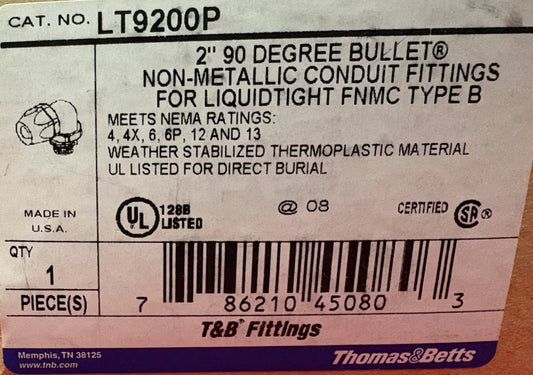 CAT. NO. LT9200P
2" 90 DEGREE BULLET®
NON-METALLIC CONDUIT FITTINGS
FOR LIQUIDTIGHT FNMC TYPE B
MEETS NEMA RATINGS:
4, 4X, 6, 6P, 12 AND 13
WEATHER STABILIZED THERMOPLASTIC MATERIAL
UL LISTED FOR DIRECT BURIAL
MADE IN
U.S.A.
UL ® 128B
LISTED
@ 08
CERTIFIED SA ®
QTY
1
PIECE(S)
7 86210 45080 3
T&B® Fittings
Memphis, TN 38125
www.tnb.com
Thomas&Betts